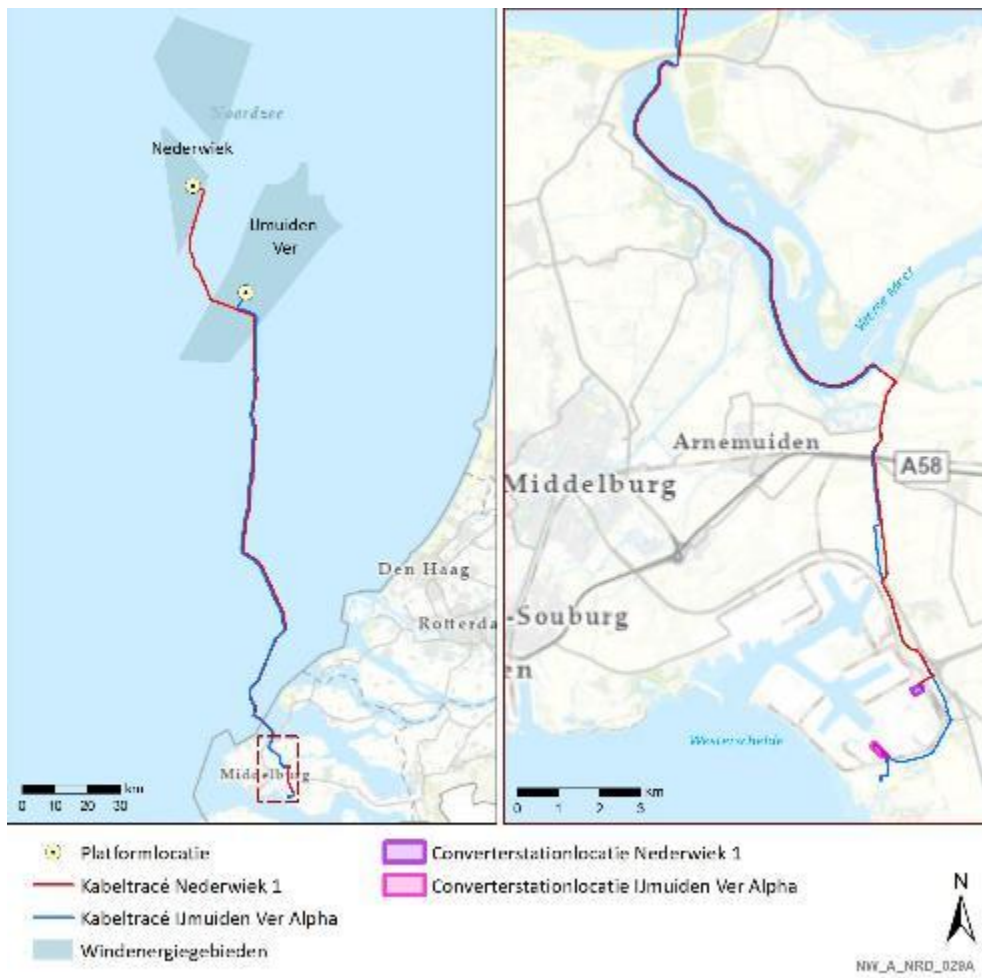 Noordzee
Nederwiek
IJmuiden
Ver
Den Haag
Rotterda
Middelburg
0 10 20 30 km
Veerse Meer
Arnemuiden
A58
Middelburg
-Souburg
en
Westerschelde
0 1 2 3 km
Platformlocatie
Kabeltracé Nederwiek 1
Kabeltracé IJmuiden Ver Alpha
Windenergiegebieden
Converterstationlocatie Nederwiek 1
Converterstationlocatie IJmuiden Ver Alpha
N
NW_A_NRD_029A